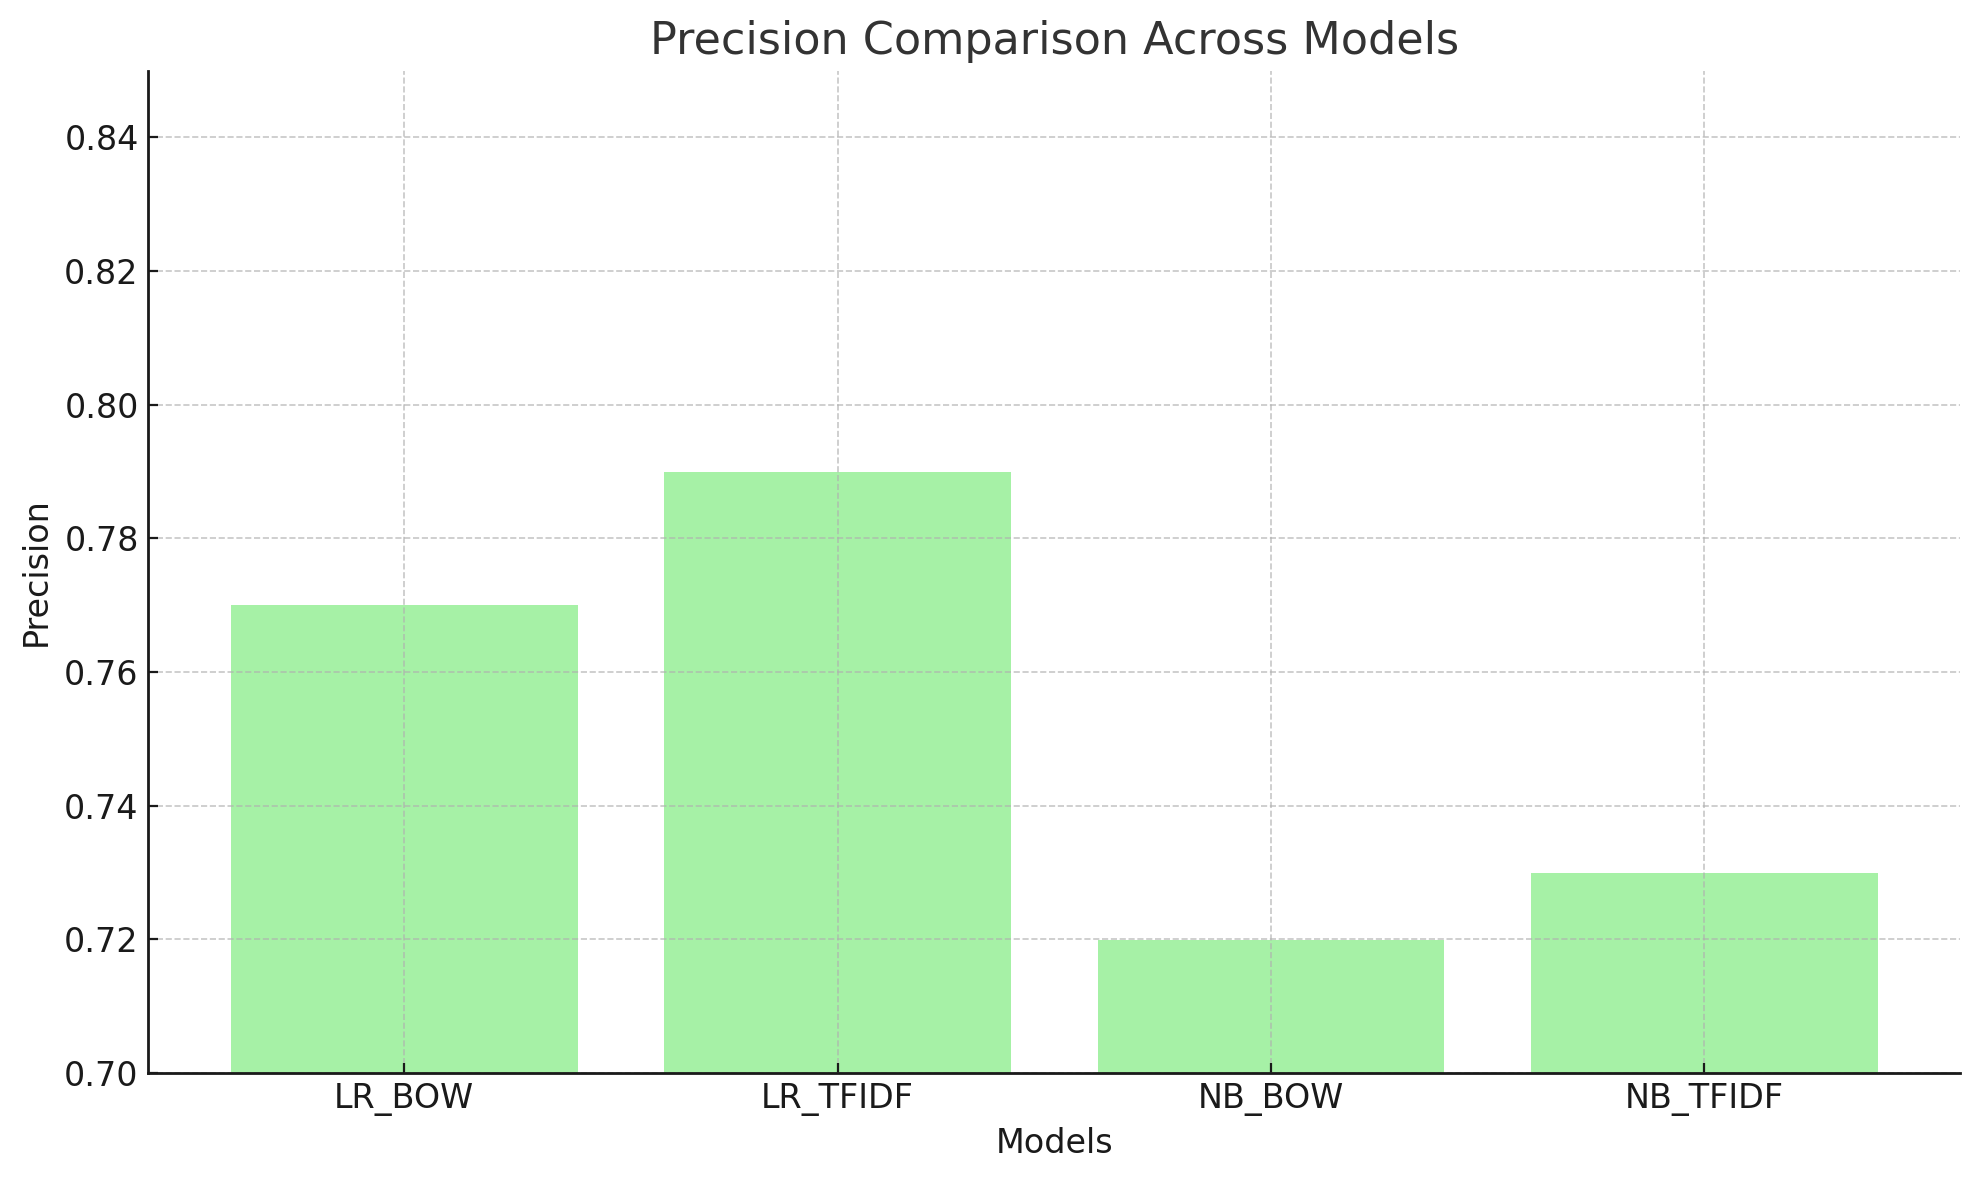 Precision Comparison Across Models
Precision
0.84
0.82
0.80
0.78
0.76
0.74
0.72
0.70
LR_BOW LR_TFIDF NB_BOW NB_TFIDF
Models